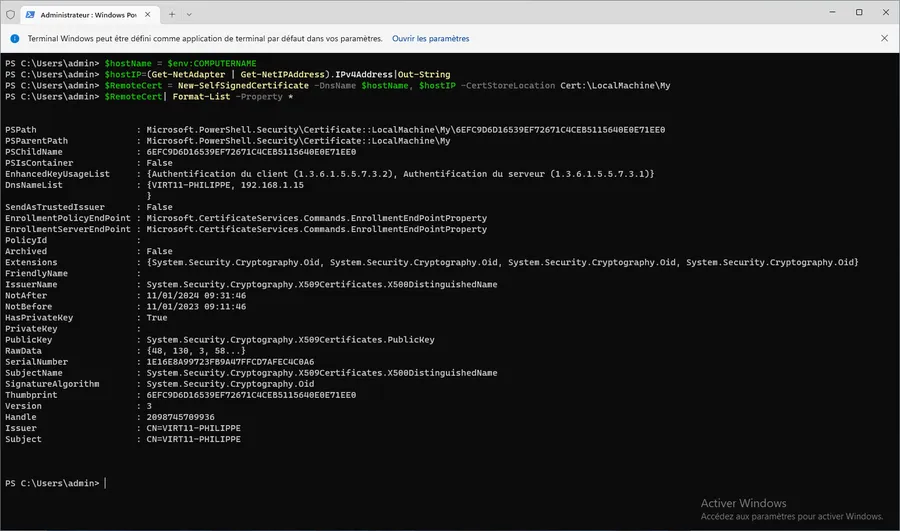 Administrateur : Windows Pow
Terminal Windows peut être défini comme application de terminal par défaut dans vos paramètres. Ouvrir les paramètres
PS C:\Users\admin> $hostName = $env:COMPUTERNAME
PS C:\Users\admin> $hostIP=(Get-NetAdapter | Get-NetIPAddress).IPv4Address|Out-String
PS C:\Users\admin> $RemoteCert = New-SelfSignedCertificate -DnsName $hostName, $hostIP -CertStoreLocation Cert:\LocalMachine\My
PS C:\Users\admin> $RemoteCert| Format-List -Property *
PSPath : Microsoft.PowerShell.Security\Certificate::LocalMachine\My\6EFC9D6D16539EF72671C4CEB5115640E0E71EE0
PSParentPath : Microsoft.PowerShell.Security\Certificate::LocalMachine\My
PSChildName : 6EFC9D6D16539EF72671C4CEB5115640E0E71EE0
PSIsContainer : False
EnhancedKeyUsageList : {Authentification du client (1.3.6.1.5.5.7.3.2), Authentification du serveur (1.3.6.1.5.5.7.3.1)}
DnsNameList : {VIRT11-PHILIPPE, 192.168.1.15
}
SendAsTrustedIssuer : False
EnrollmentPolicyEndPoint : Microsoft.CertificateServices.Commands.EnrollmentEndPointProperty
EnrollmentServerEndPoint : Microsoft.CertificateServices.Commands.EnrollmentEndPointProperty
PolicyId :
Archived : False
Extensions : {System.Security.Cryptography.Oid, System.Security.Cryptography.Oid, System.Security.Cryptography.Oid, System.Security.Cryptography.Oid}
FriendlyName :
IssuerName : System.Security.Cryptography.X509Certificates.X500DistinguishedName
NotAfter : 11/01/2024 09:31:46
NotBefore : 11/01/2023 09:11:46
HasPrivateKey : True
PrivateKey :
PublicKey : System.Security.Cryptography.X509Certificates.PublicKey
RawData : {48, 130, 3, 58...}
SerialNumber : 1E16E8A99723FB9A47FFCD7AFEC4C0A6
SubjectName : System.Security.Cryptography.X509Certificates.X500DistinguishedName
SignatureAlgorithm : System.Security.Cryptography.Oid
Thumbprint : 6EFC9D6D16539EF72671C4CEB5115640E0E71EE0
Version : 3
Handle : 2098745709936
Issuer : CN=VIRT11-PHILIPPE
Subject : CN=VIRT11-PHILIPPE
PS C:\Users\admin>
Activer Windows
Accédez aux paramètres pour activer Windows.